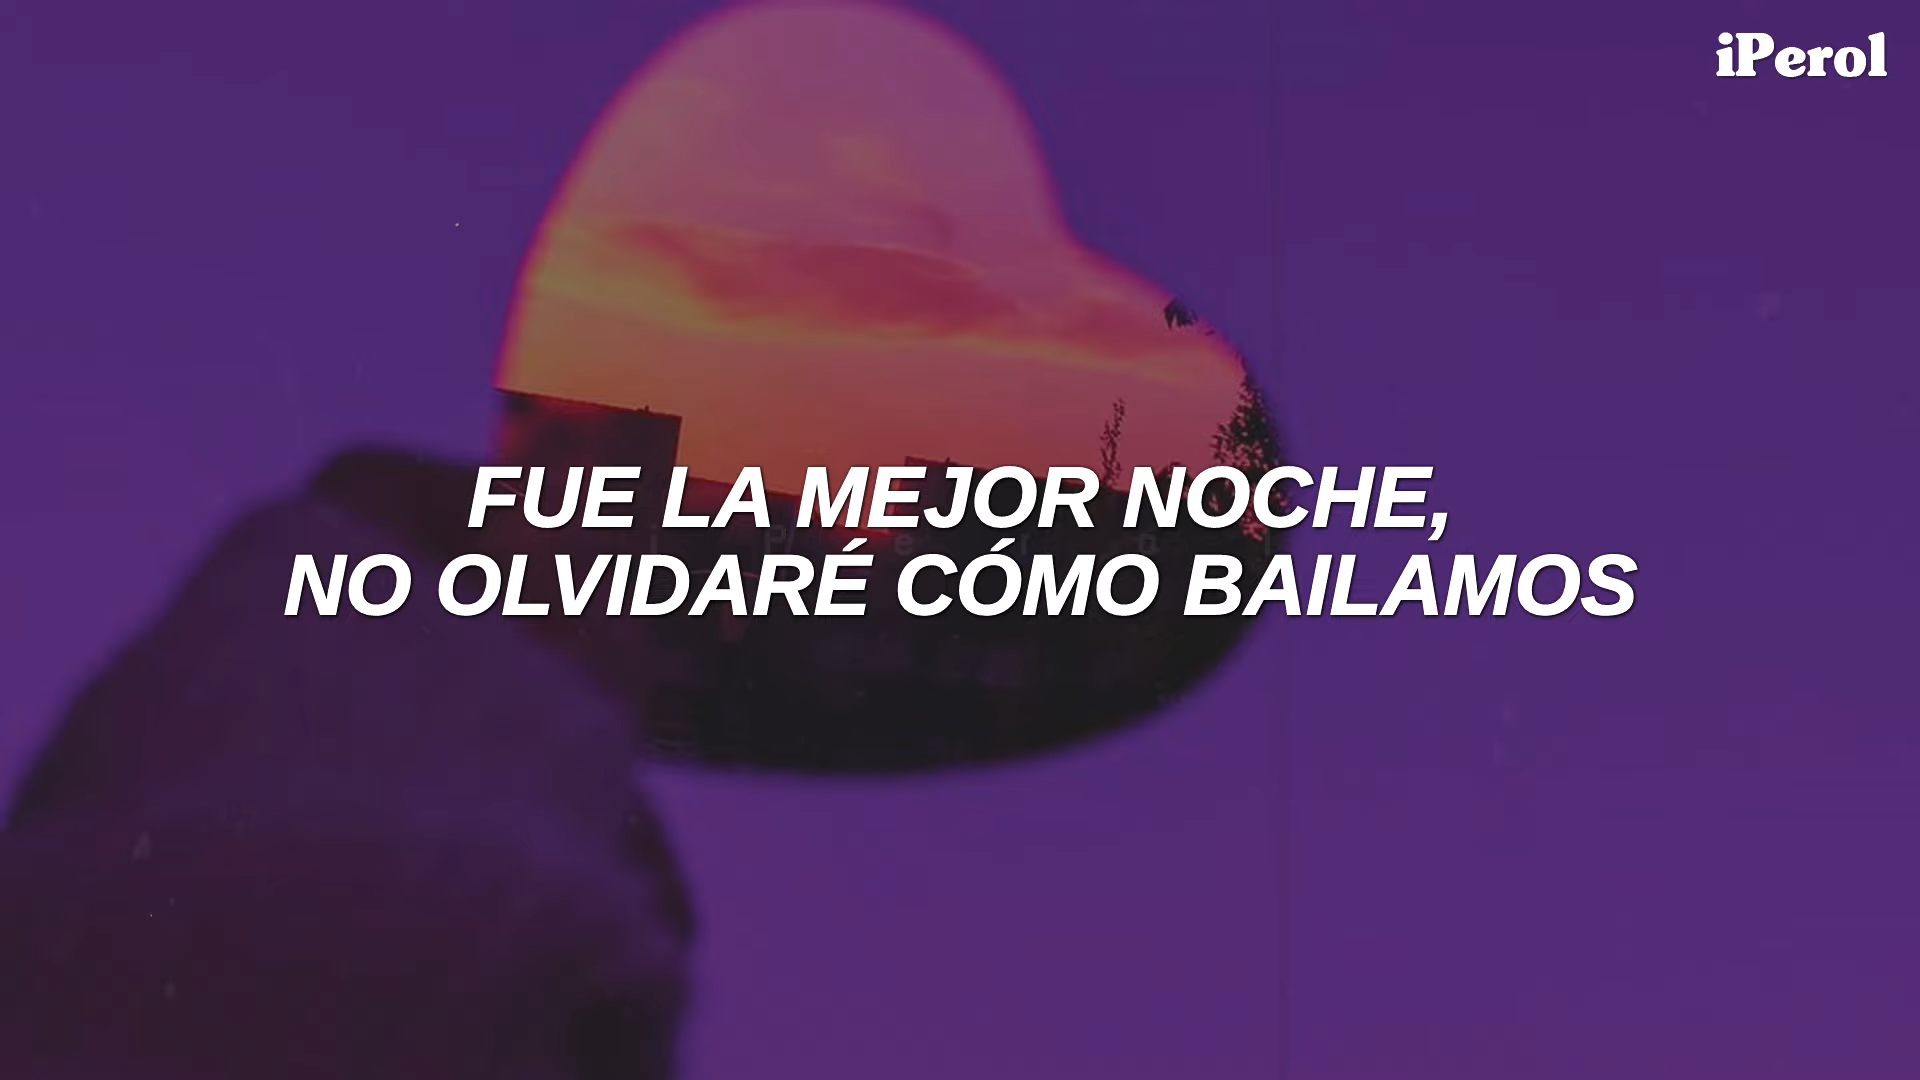 iPerol
FUE LA MEJOR NOCHE,
i P e r o l
NO OLVIDARÉ CÓMO BAILAMOS